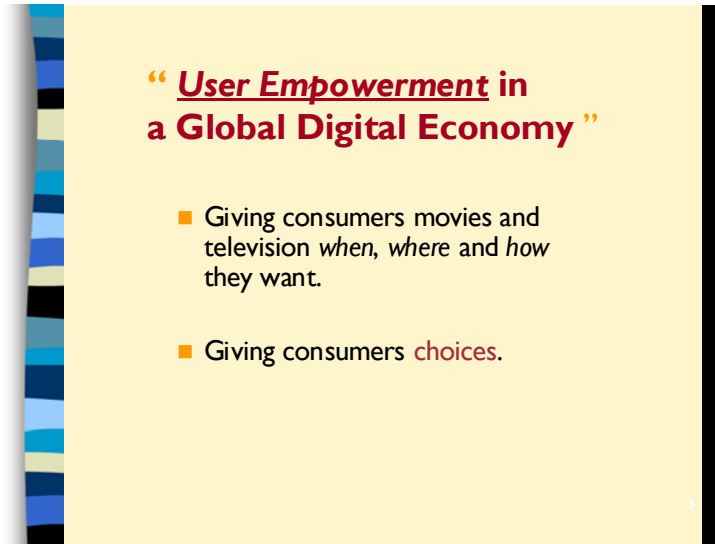 “ User Empowerment in
a Global Digital Economy ”
■ Giving consumers movies and
television when, where and how
they want.
■ Giving consumers choices.
3